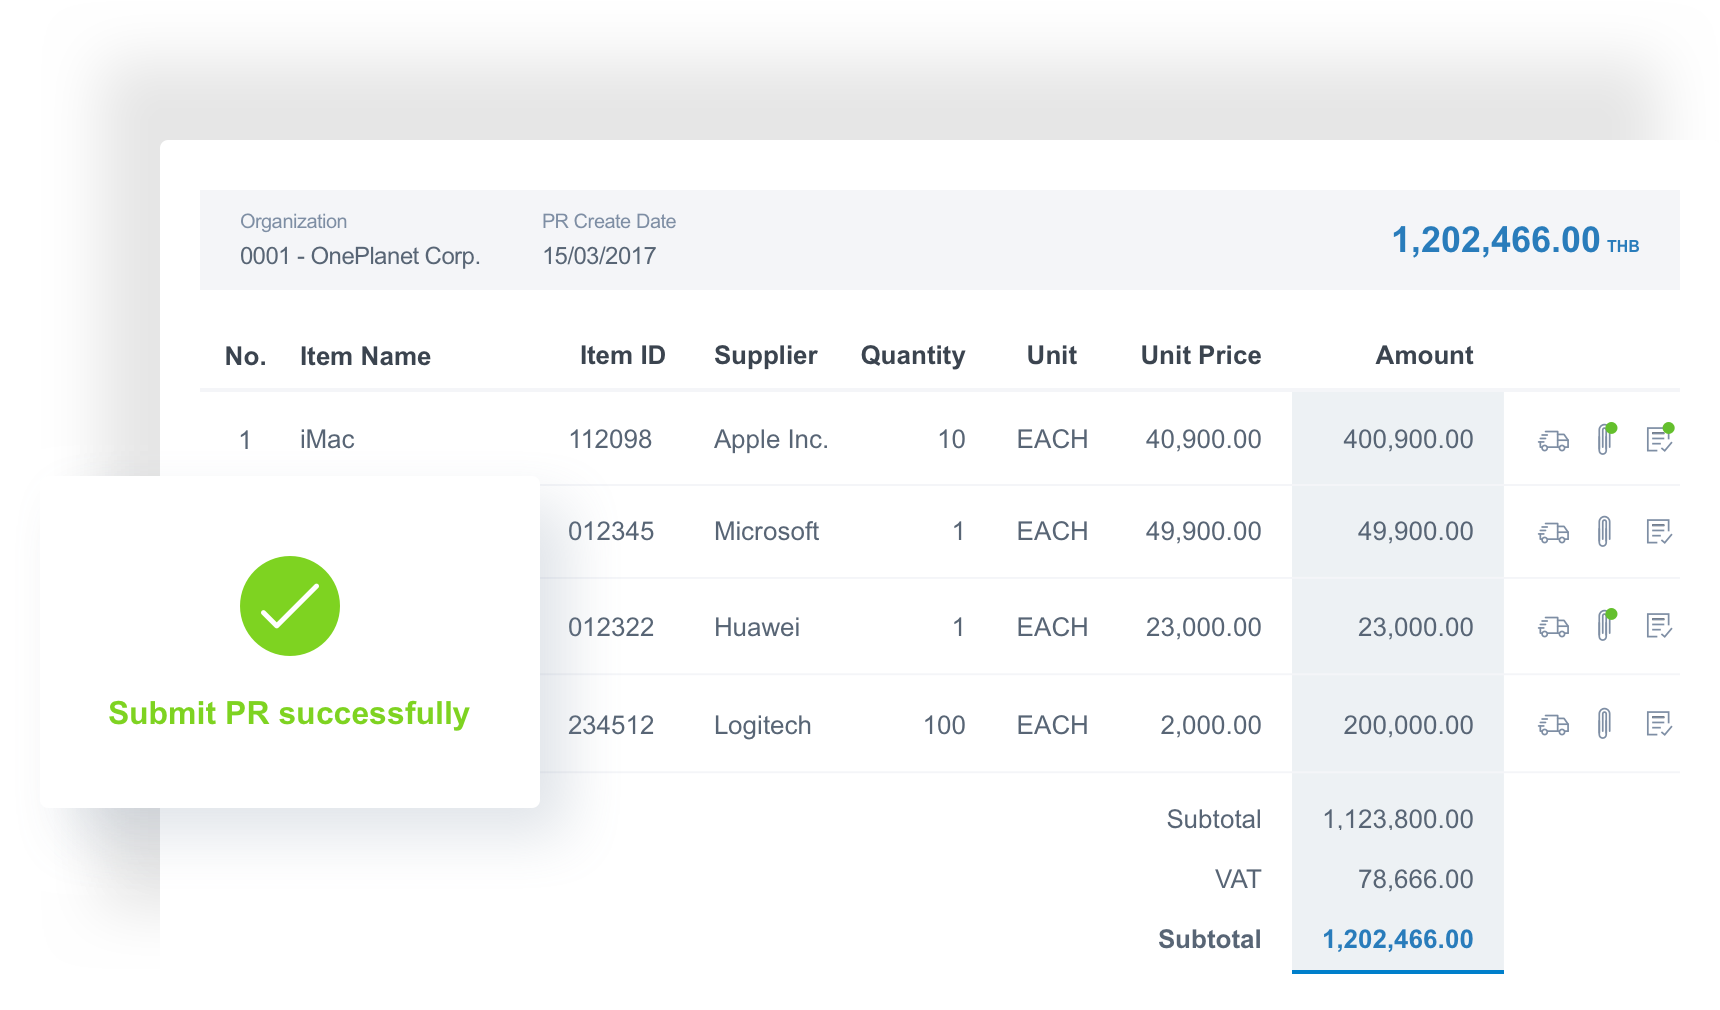 Organization PR Create Date
0001 - OnePlanet Corp. 15/03/2017 1,202,466.00 THB
No. Item Name Item ID Supplier Quantity Unit Unit Price Amount
1 iMac 112098 Apple Inc. 10 EACH 40,900.00 400,900.00
012345 Microsoft 1 EACH 49,900.00 49,900.00
012322 Huawei 1 EACH 23,000.00 23,000.00
234512 Logitech 100 EACH 2,000.00 200,000.00
Submit PR successfully
Subtotal 1,123,800.00
VAT 78,666.00
Subtotal 1,202,466.00